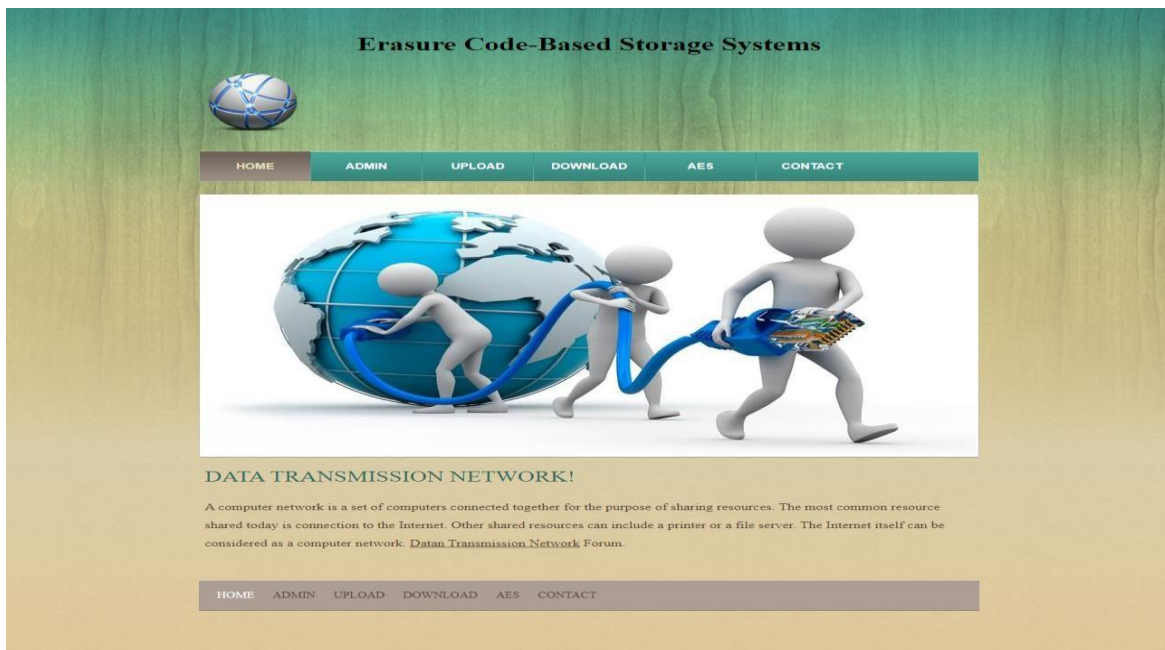 Erasure Code-Based Storage Systems
HOME ADMIN UPLOAD DOWNLOAD AES CONTACT
DATA TRANSMISSION NETWORK!
A computer network is a set of computers connected together for the purpose of sharing resources. The most common resource
shared today is connection to the Internet. Other shared resources can include a printer or a file server. The Internet itself can be
considered as a computer network. Datan Transmission Network Forum.
HOME ADMIN UPLOAD DOWNLOAD AES CONTACT